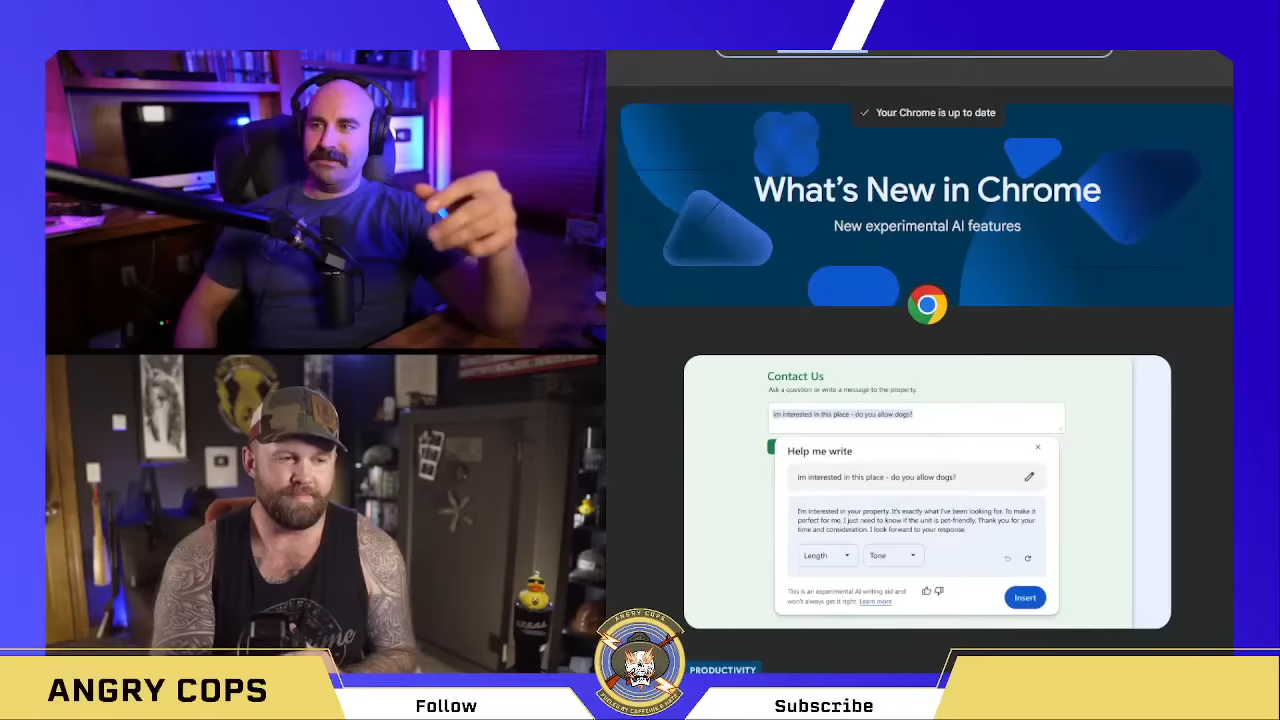 ✓ Your Chrome is up to date
What's New in Chrome
New experimental AI features
Contact Us
Ask a question or write a message to the property.
im interested in this place - do you allow dogs?
Help me write
im interested in this place - do you allow dogs?
I'm interested in your property. It's exactly what I've been looking for. To make it
perfect for me, I just need to know if the unit is pet-friendly. Thank you for your
time and consideration. I look forward to your response.
Length
Tone
This is an experimental AI writing aid and
won't always get it right. Learn more
Insert
PRODUCTIVITY
ANGRY COPS
FUELED BY CAFFEINE & HATE
ANGRY COPS
Follow
Subscribe